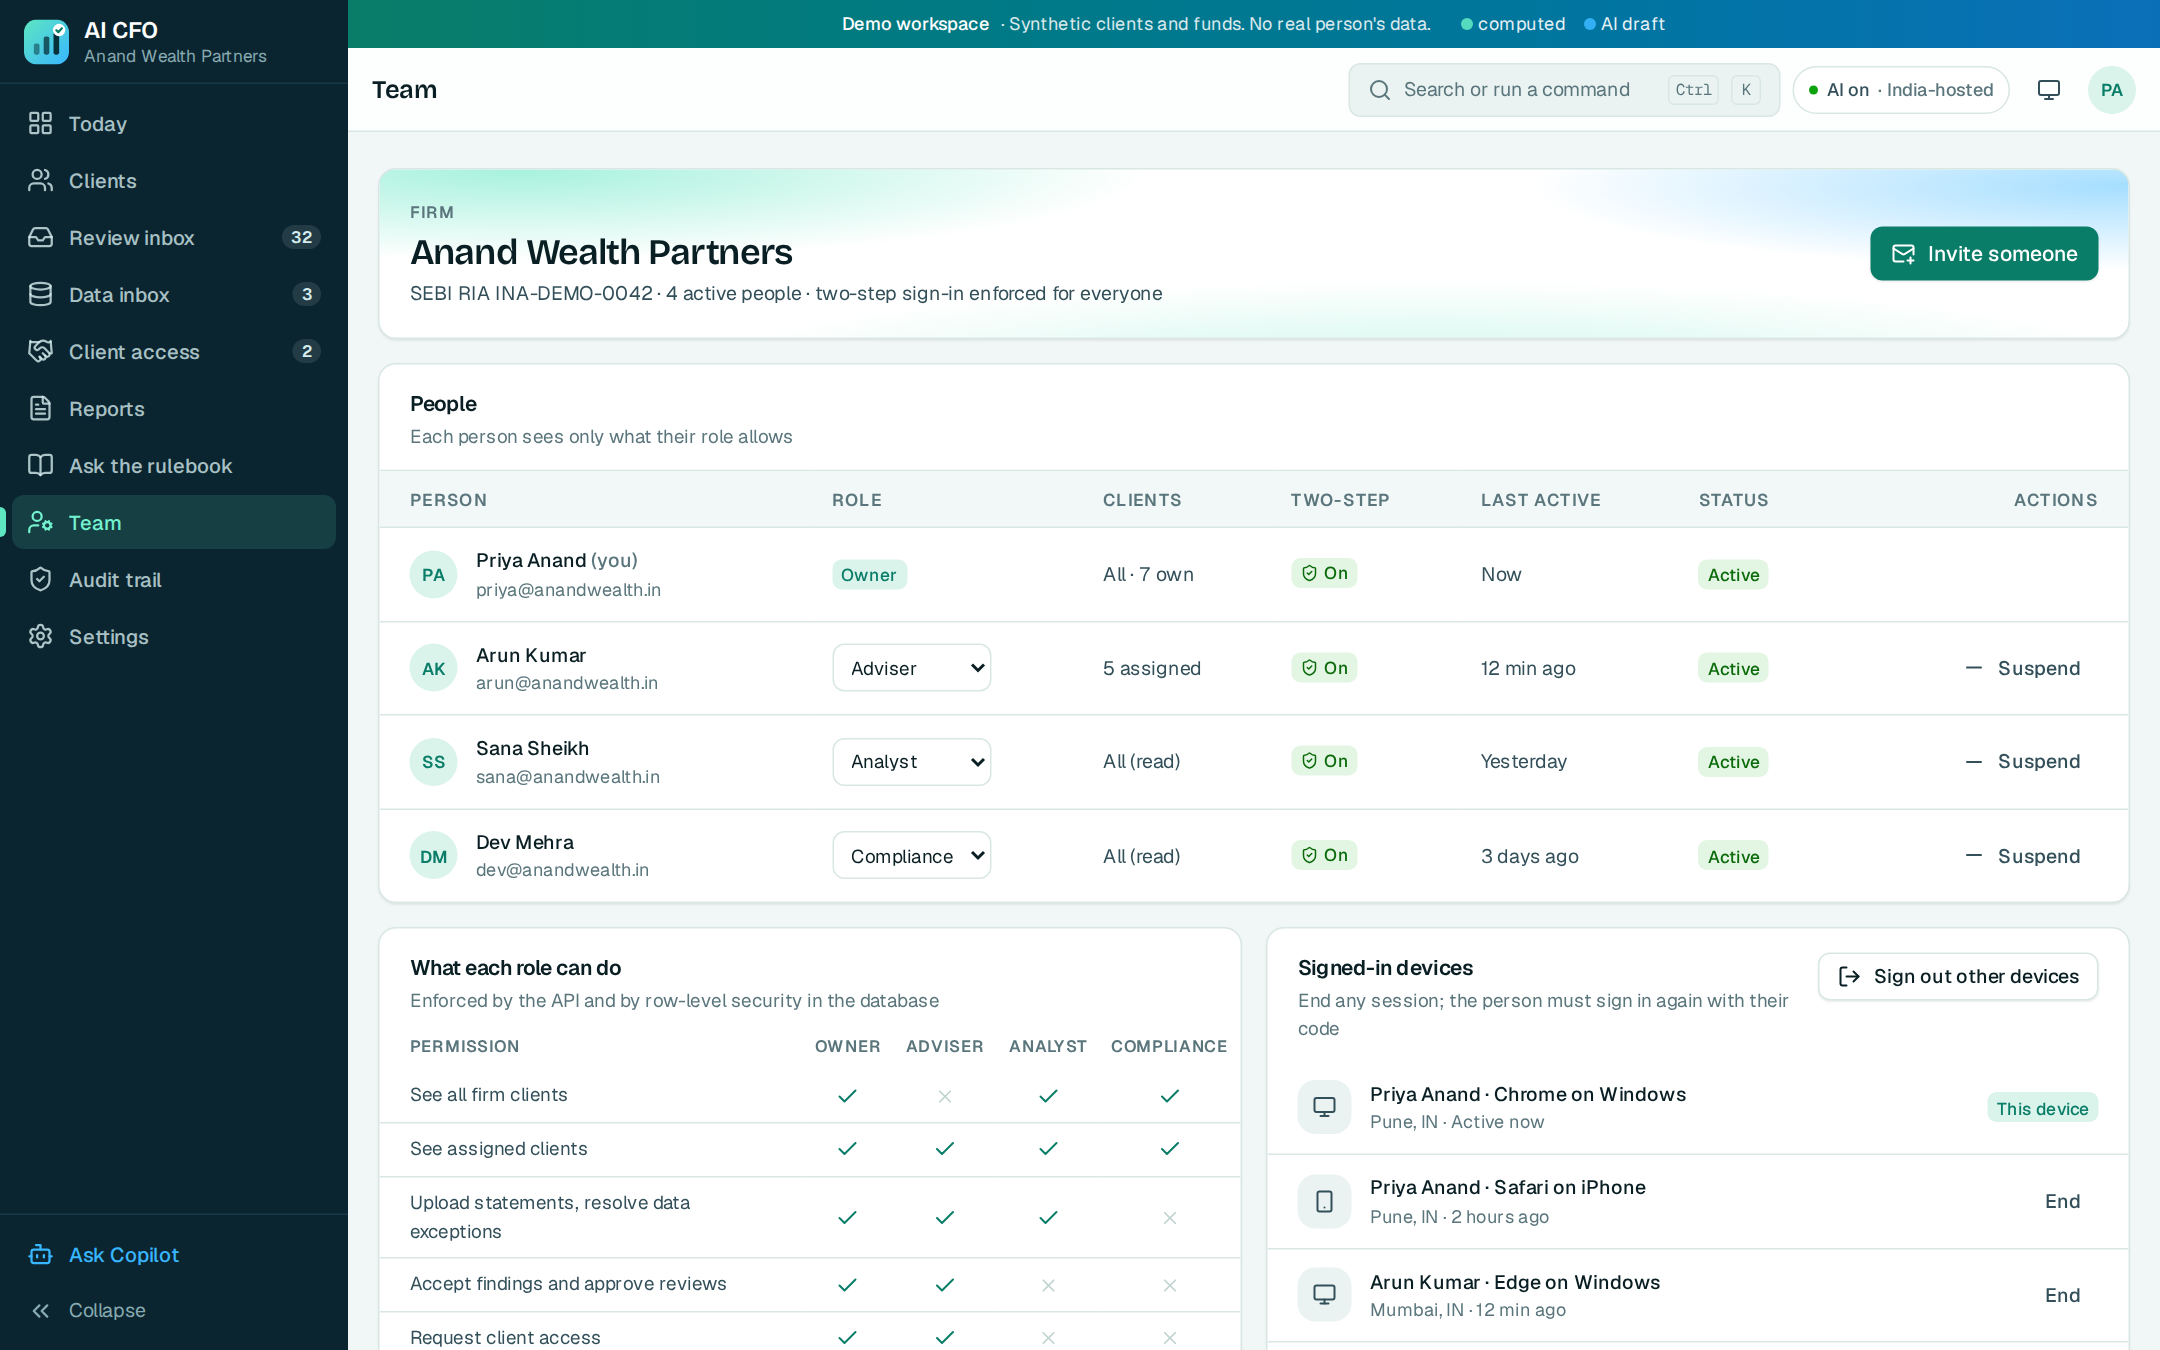 AI CFO
Anand Wealth Partners
Today
Clients
Review inbox 32
Data inbox 3
Client access 2
Reports
Ask the rulebook
Team
Audit trail
Settings
Ask Copilot
Collapse
Demo workspace · Synthetic clients and funds. No real person's data. computed AI draft
Team
Search or run a command Ctrl K
AI on · India-hosted
PA
FIRM
Anand Wealth Partners
SEBI RIA INA-DEMO-0042 · 4 active people · two-step sign-in enforced for everyone
Invite someone
People
Each person sees only what their role allows
PERSON ROLE CLIENTS TWO-STEP LAST ACTIVE STATUS ACTIONS
PA Priya Anand (you) Owner All · 7 own On Now Active
priya@anandwealth.in
AK Arun Kumar Adviser 5 assigned On 12 min ago Active — Suspend
arun@anandwealth.in
SS Sana Sheikh Analyst All (read) On Yesterday Active — Suspend
sana@anandwealth.in
DM Dev Mehra Compliance All (read) On 3 days ago Active — Suspend
dev@anandwealth.in
What each role can do
Enforced by the API and by row-level security in the database
PERMISSION OWNER ADVISER ANALYST COMPLIANCE
See all firm clients
See assigned clients
Upload statements, resolve data
exceptions
Accept findings and approve reviews
Request client access
Signed-in devices
End any session; the person must sign in again with their
code
Sign out other devices
Priya Anand · Chrome on Windows
Pune, IN · Active now
This device
Priya Anand · Safari on iPhone
Pune, IN · 2 hours ago
End
Arun Kumar · Edge on Windows
Mumbai, IN · 12 min ago
End